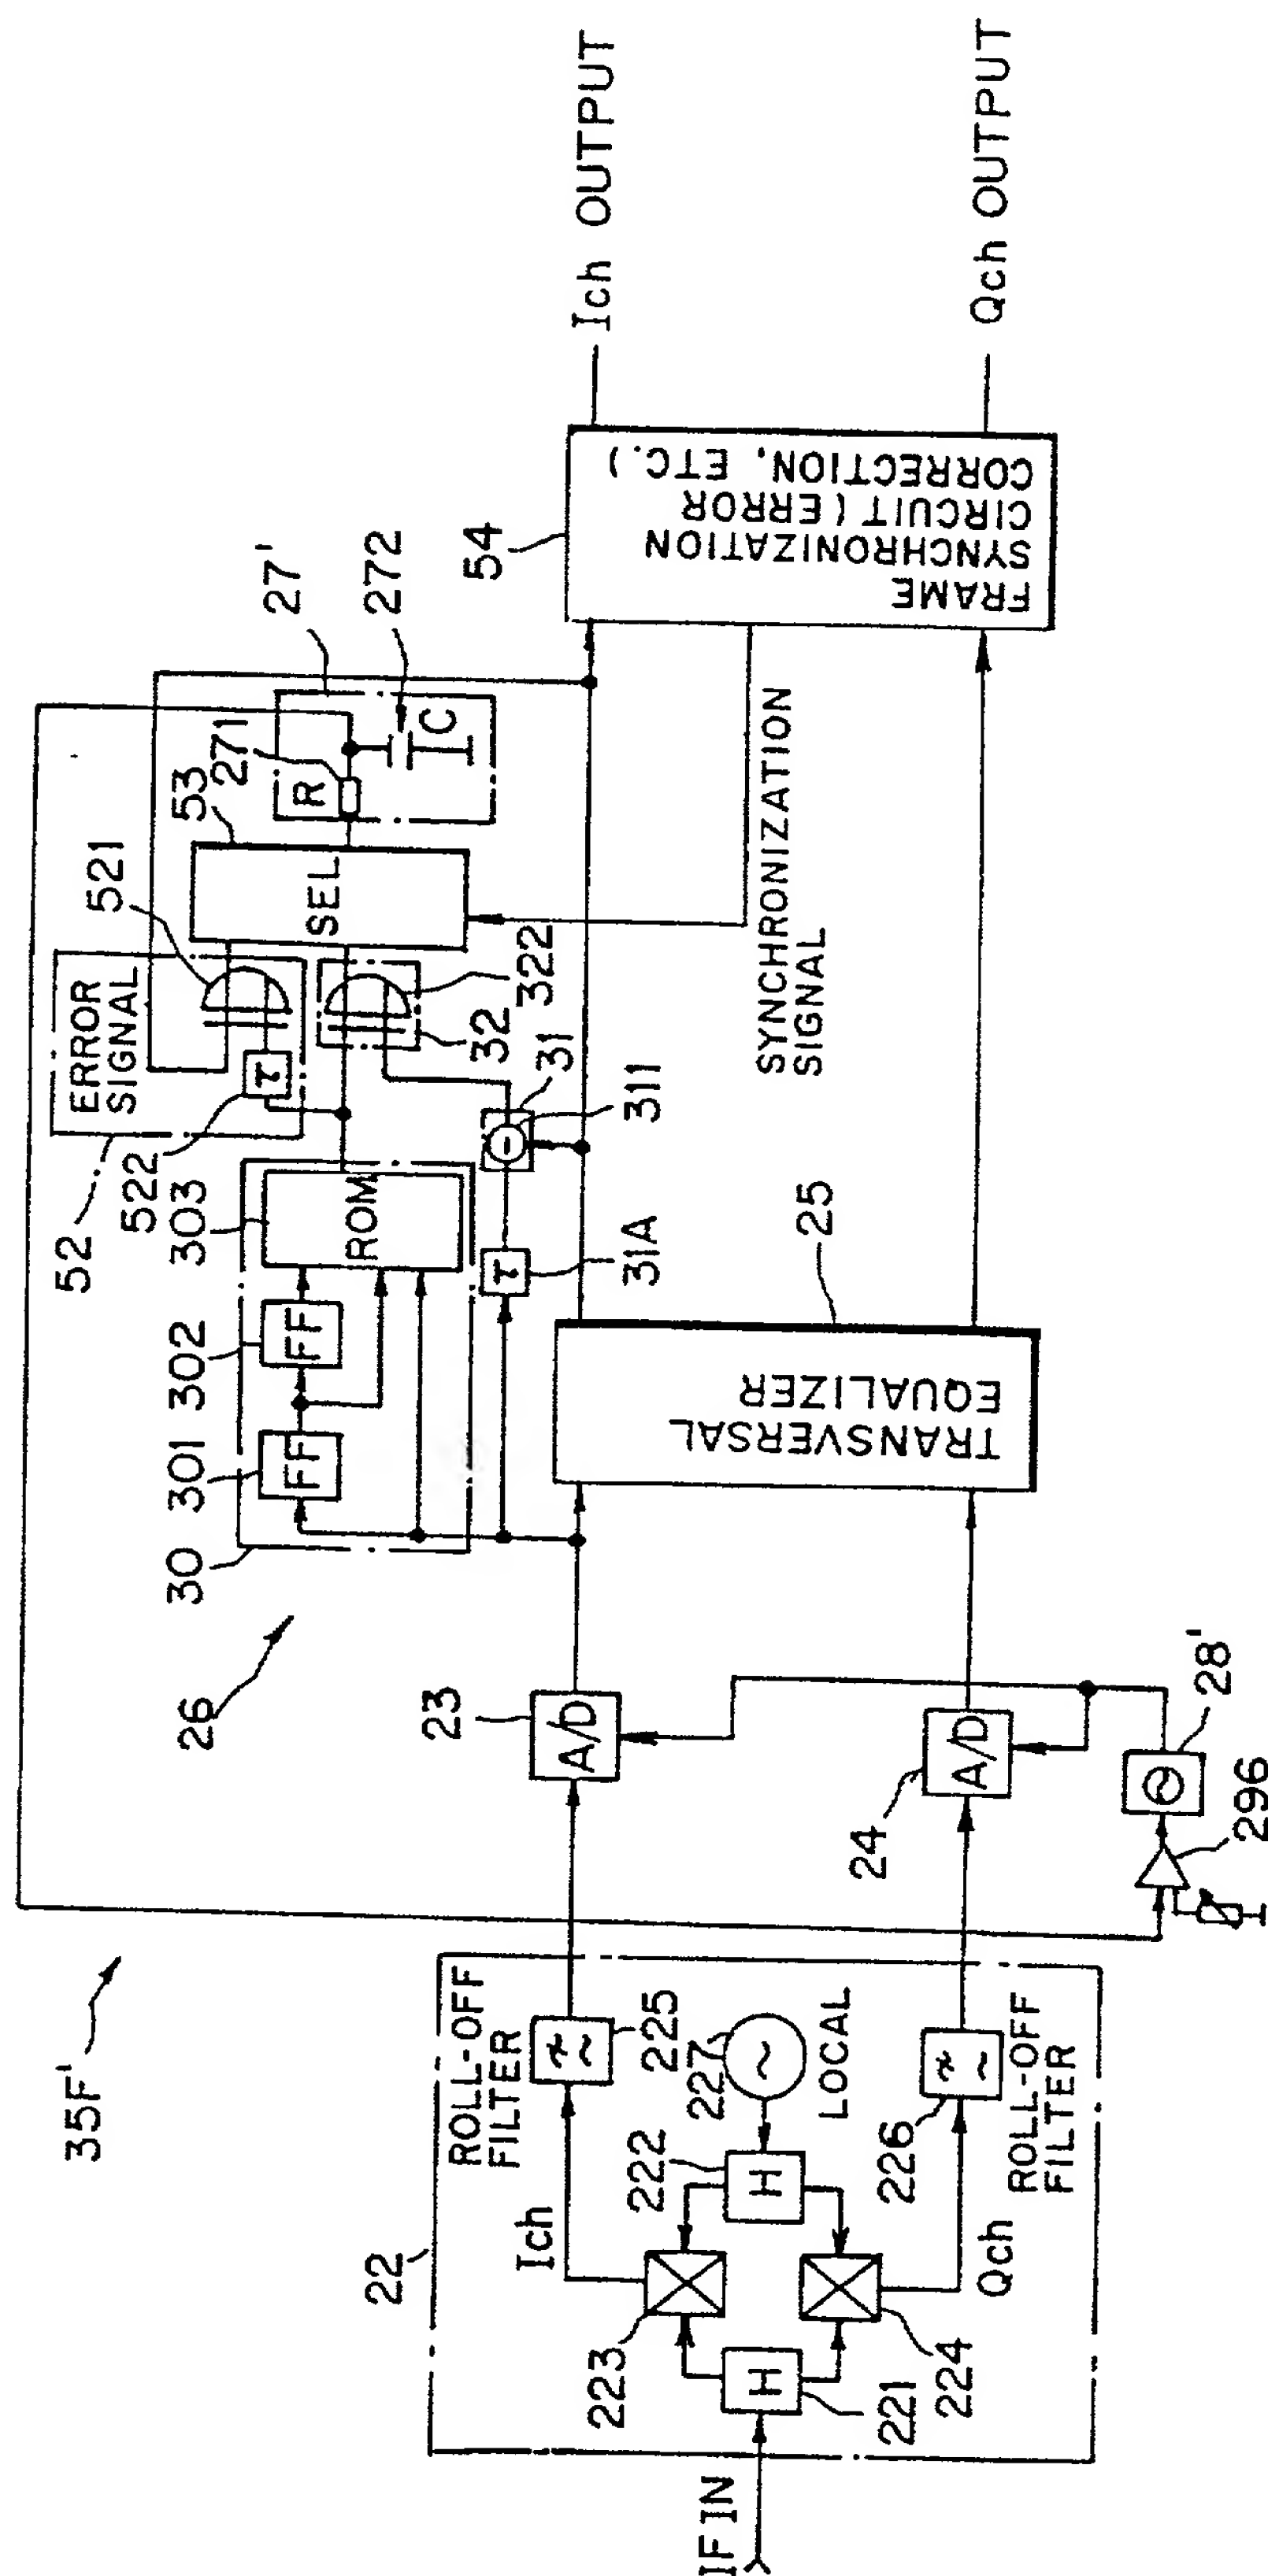 35F'
22
ROLL-OFF
FILTER
Ich
225
222
227
LOCAL
223
H
H
IF IN
221
224
226
Qch
ROLL-OFF
FILTER
26
23
A/D
24
A/D
28'
296
30
301
FF
302
FF
303
ROM
31A
τ
TRANSVERSAL
EQUALIZER
25
52
522
ERROR
SIGNAL
τ
521
31
311
32
322
53
SEL
271
R
27'
272
C
SYNCHRONIZATION
SIGNAL
54
FRAME
SYNCHRONIZATION
CIRCUIT (ERROR
CORRECTION, ETC.)
Ich OUTPUT
Qch OUTPUT